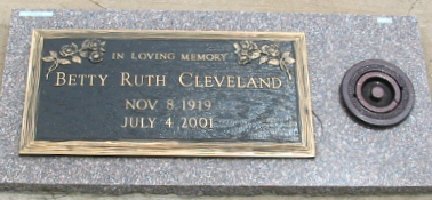 IN LOVING MEMORY
BETTY RUTH CLEVELAND
NOV 8 1919
JULY 4 2001